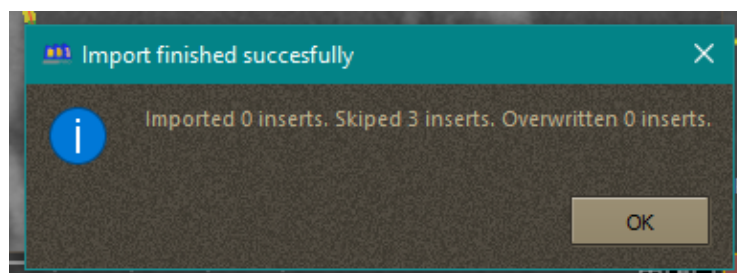 Import finished succesfully
Imported 0 inserts. Skiped 3 inserts. Overwritten 0 inserts.
OK